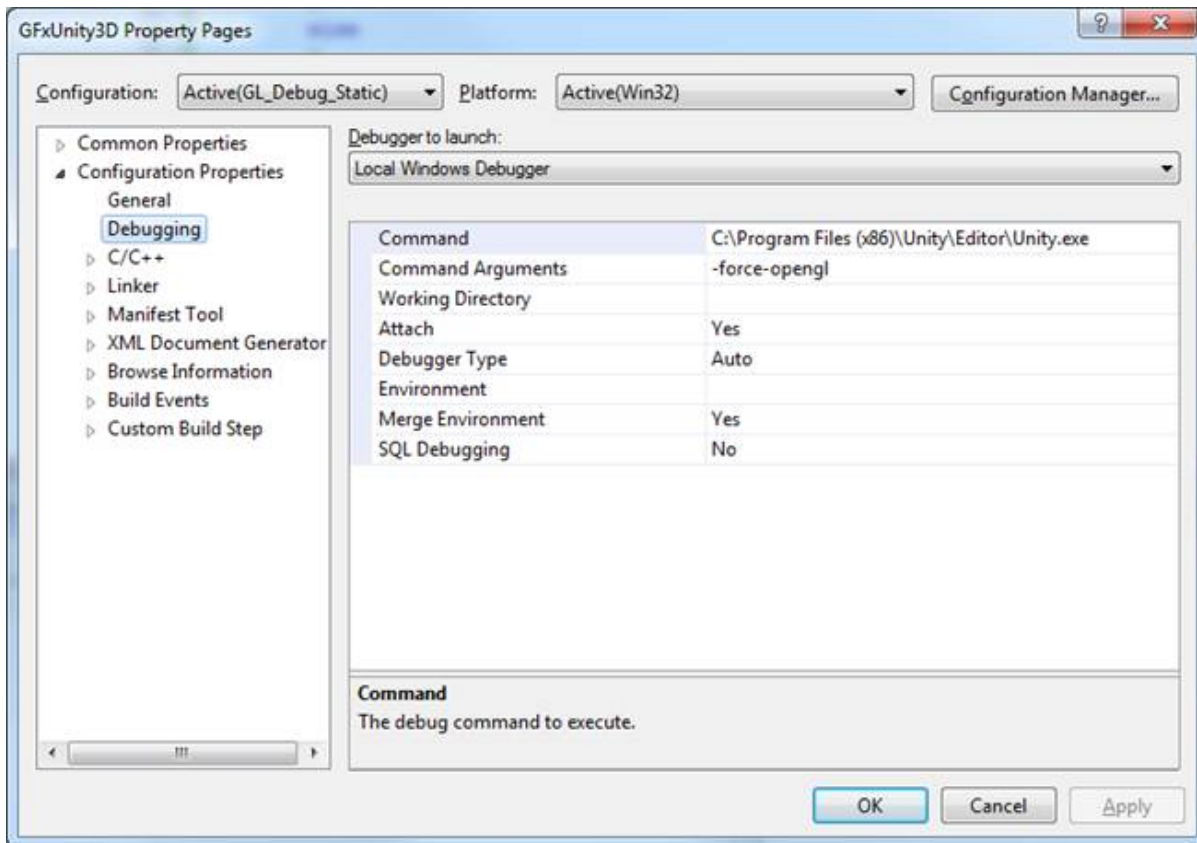 GFxUnity3D Property Pages
Configuration: Active(GL_Debug_Static) Platform: Active(Win32) Configuration Manager...
Common Properties
Configuration Properties
General
Debugging
C/C++
Linker
Manifest Tool
XML Document Generator
Browse Information
Build Events
Custom Build Step
Debugger to launch:
Local Windows Debugger
Command C:\Program Files (x86)\Unity\Editor\Unity.exe
Command Arguments -force-opengl
Working Directory
Attach Yes
Debugger Type Auto
Environment
Merge Environment Yes
SQL Debugging No
Command
The debug command to execute.
OK Cancel Apply